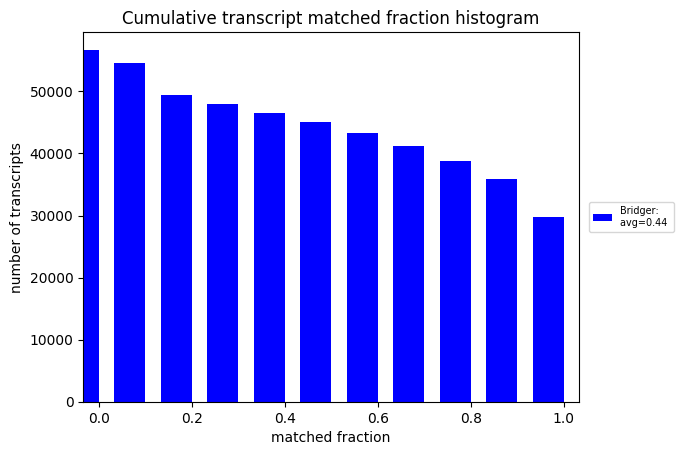 Cumulative transcript matched fraction histogram
number of transcripts
50000
40000
30000
20000
10000
0
0.0 0.2 0.4 0.6 0.8 1.0
matched fraction
Bridger:
avg=0.44